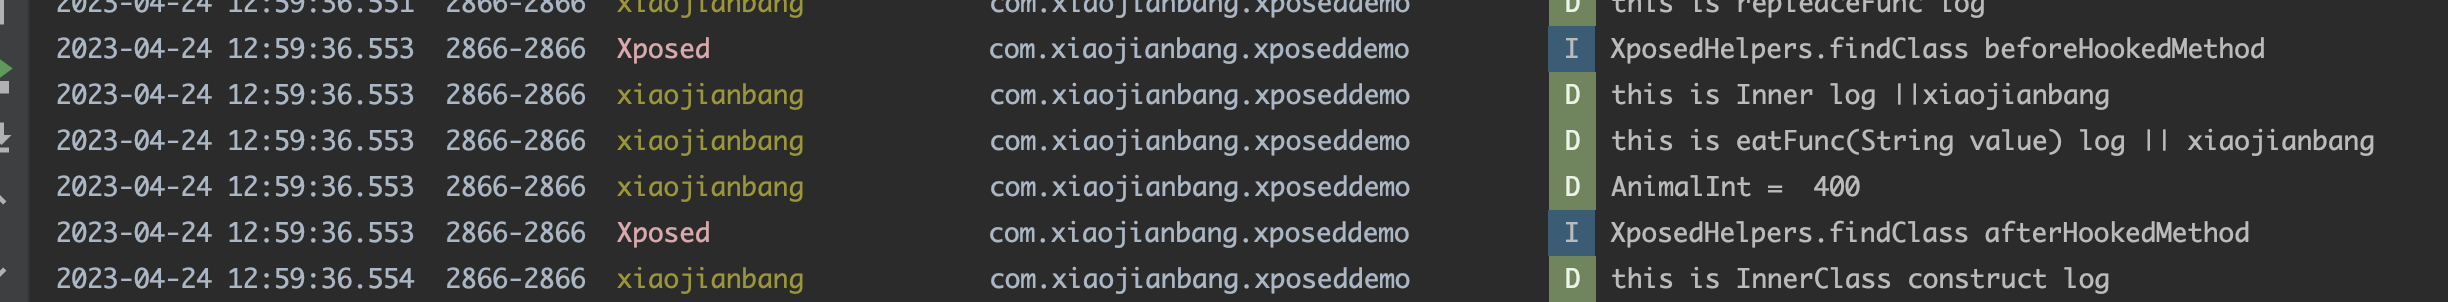 2023-04-24 12:59:36.551 2866-2866 xiaojianbang com.xiaojianbang.xposeddemo D this is repleaceFunc log
2023-04-24 12:59:36.553 2866-2866 Xposed com.xiaojianbang.xposeddemo I XposedHelpers.findClass beforeHookedMethod
2023-04-24 12:59:36.553 2866-2866 xiaojianbang com.xiaojianbang.xposeddemo D this is Inner log ||xiaojianbang
2023-04-24 12:59:36.553 2866-2866 xiaojianbang com.xiaojianbang.xposeddemo D this is eatFunc(String value) log || xiaojianbang
2023-04-24 12:59:36.553 2866-2866 xiaojianbang com.xiaojianbang.xposeddemo D AnimalInt =  400
2023-04-24 12:59:36.553 2866-2866 Xposed com.xiaojianbang.xposeddemo I XposedHelpers.findClass afterHookedMethod
2023-04-24 12:59:36.554 2866-2866 xiaojianbang com.xiaojianbang.xposeddemo D this is InnerClass construct log